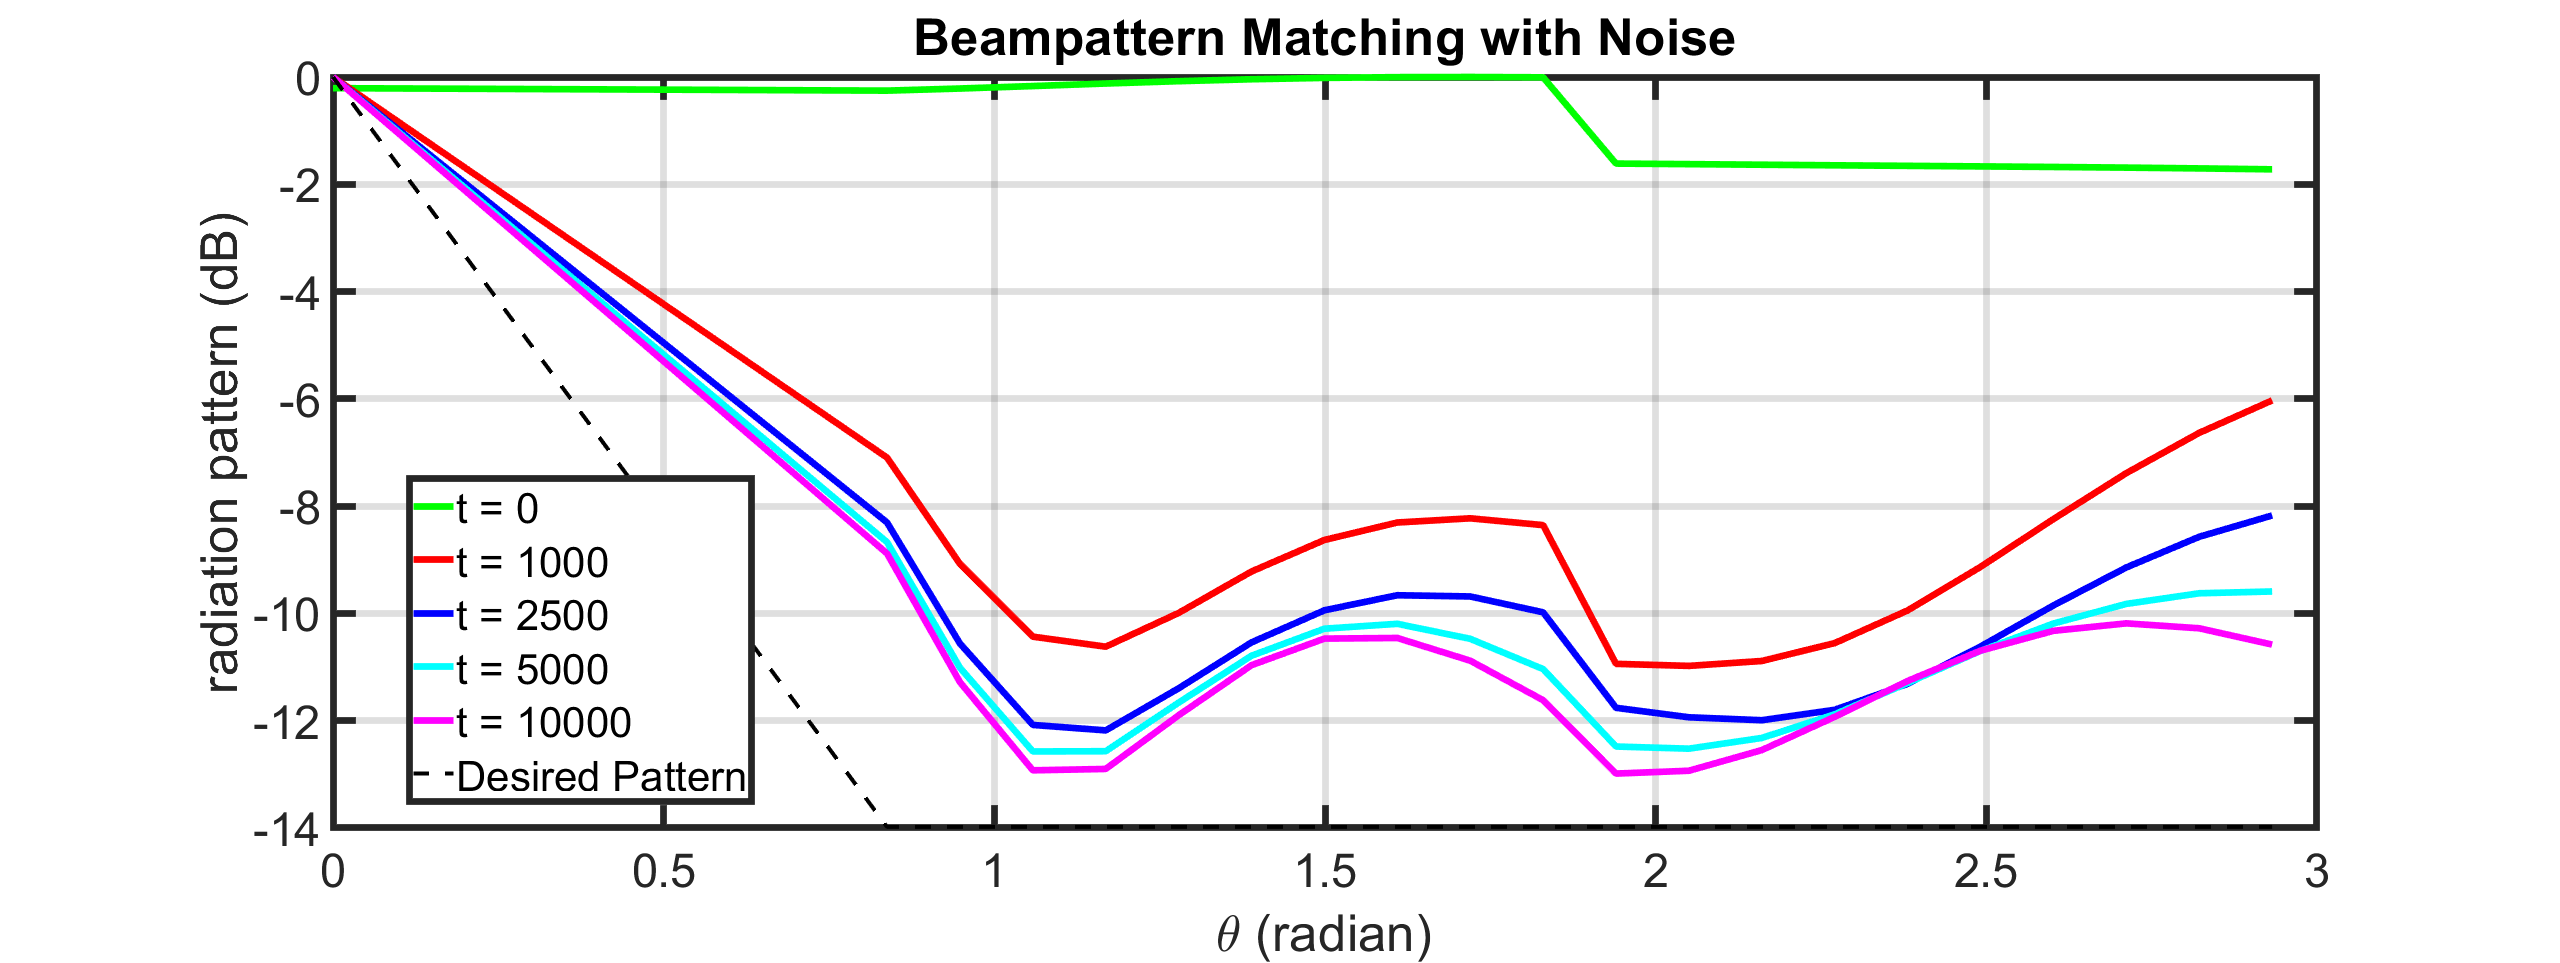 Beampattern Matching with Noise
radiation pattern (dB)
0
-2
-4
-6
-8
-10
-12
-14
t = 0
t = 1000
t = 2500
t = 5000
t = 10000
Desired Pattern
0 0.5 1 1.5 2 2.5 3
θ (radian)